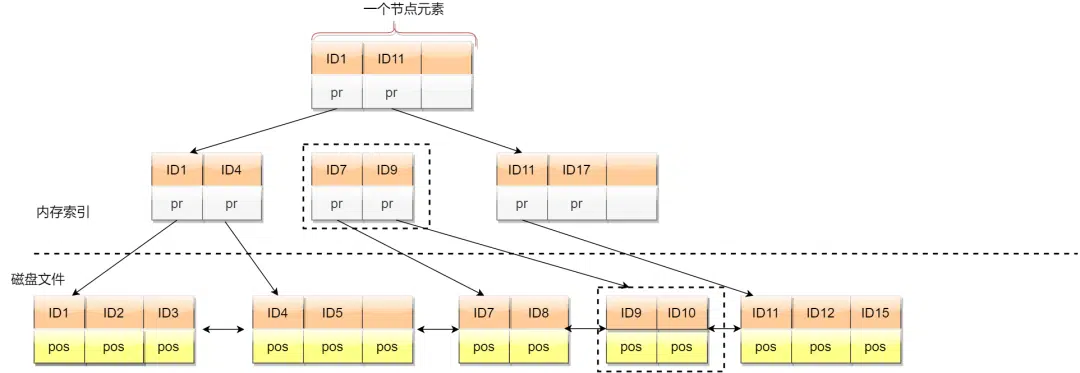 一个节点元素
ID1 ID11
pr pr
ID1 ID4 ID7 ID9 ID11 ID17
pr pr pr pr pr pr
内存索引
磁盘文件
ID1 ID2 ID3 ID4 ID5 ID7 ID8 ID9 ID10 ID11 ID12 ID15
pos pos pos pos pos pos pos pos pos pos pos pos pos